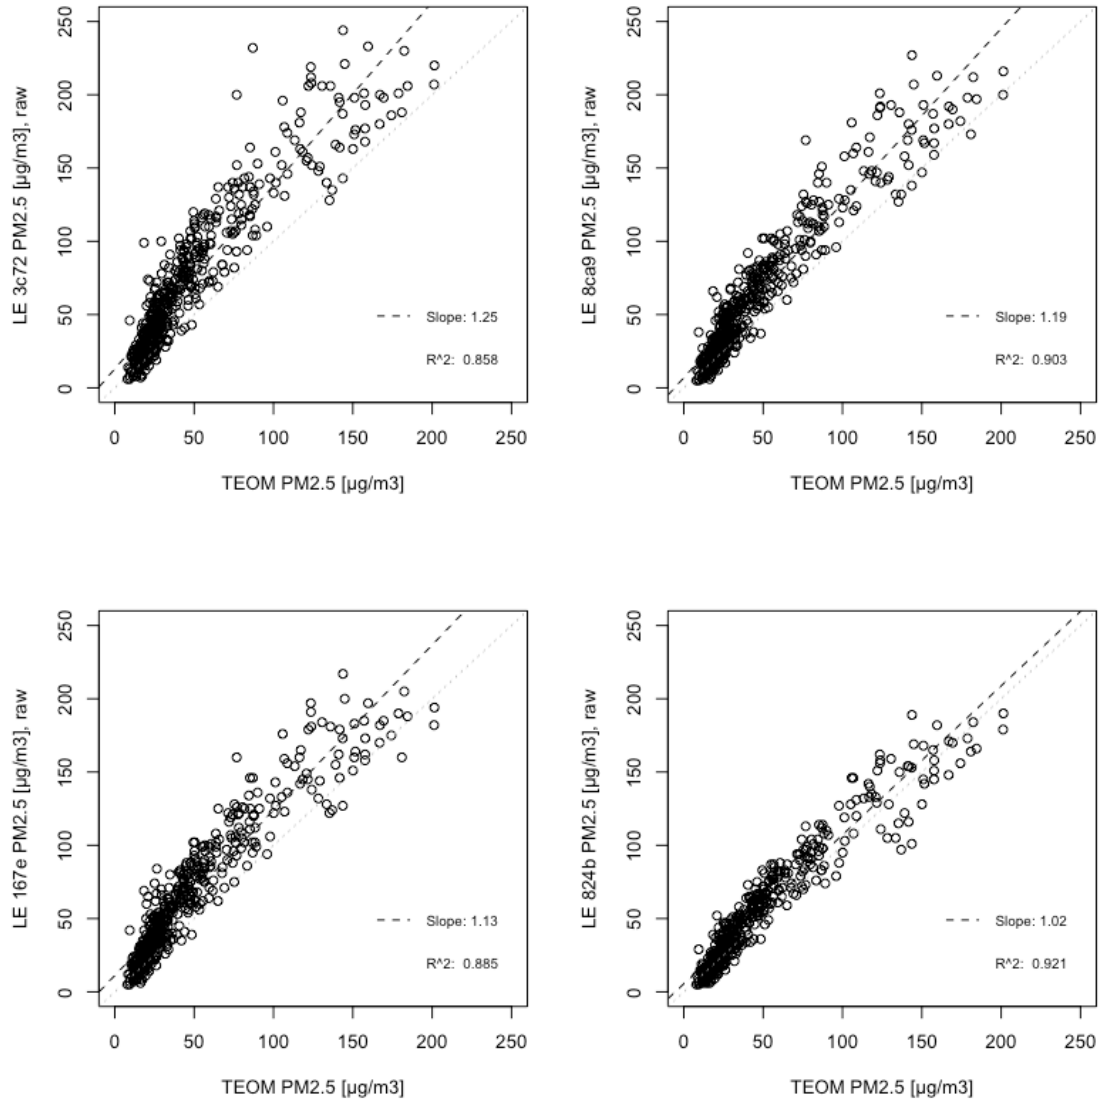 LE 3c72 PM2.5 [µg/m3], raw
250
200
150
100
50
0
Slope: 1.25
R^2: 0.858
0 50 100 150 200 250
TEOM PM2.5 [µg/m3]
LE 8ca9 PM2.5 [µg/m3], raw
250
200
150
100
50
0
Slope: 1.19
R^2: 0.903
0 50 100 150 200 250
TEOM PM2.5 [µg/m3]
LE 167e PM2.5 [µg/m3], raw
250
200
150
100
50
0
Slope: 1.13
R^2: 0.885
0 50 100 150 200 250
TEOM PM2.5 [µg/m3]
LE 824b PM2.5 [µg/m3], raw
250
200
150
100
50
0
Slope: 1.02
R^2: 0.921
0 50 100 150 200 250
TEOM PM2.5 [µg/m3]